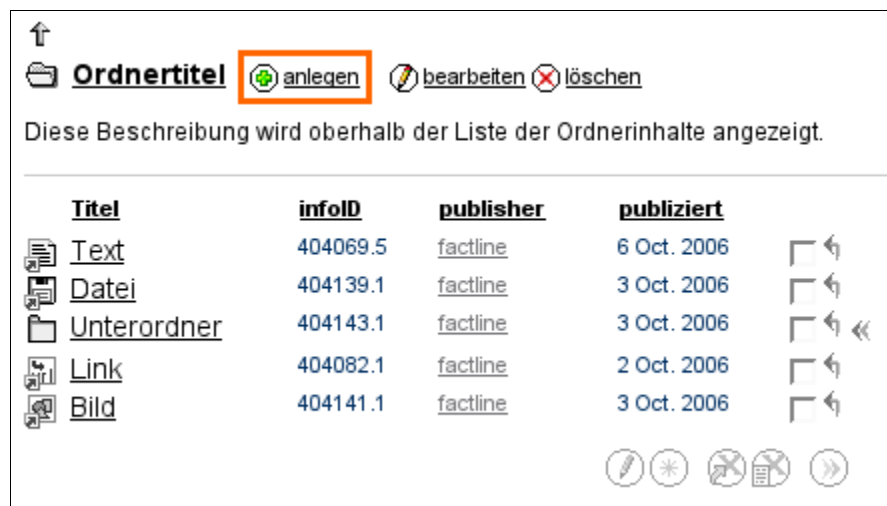 Ordnertitel anlegen bearbeiten löschen
Diese Beschreibung wird oberhalb der Liste der Ordnerinhalte angezeigt.
Titel infoID publisher publiziert
Text 404069.5 factline 6 Oct. 2006
Datei 404139.1 factline 3 Oct. 2006
Unterordner 404143.1 factline 3 Oct. 2006
Link 404082.1 factline 2 Oct. 2006
Bild 404141.1 factline 3 Oct. 2006